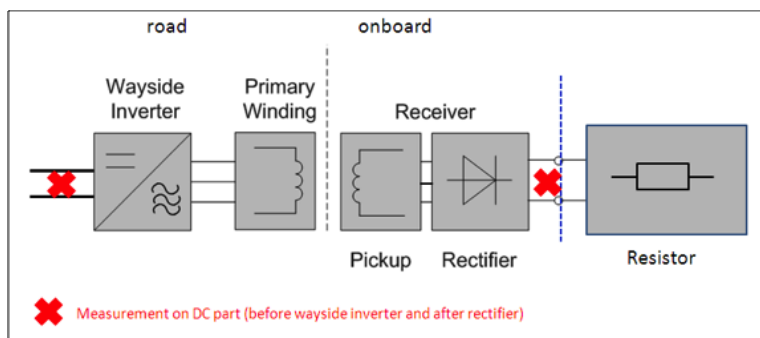 road
onboard
Wayside
Inverter
Primary
Winding
Receiver
Pickup
Rectifier
Resistor
Measurement on DC part (before wayside inverter and after rectifier)